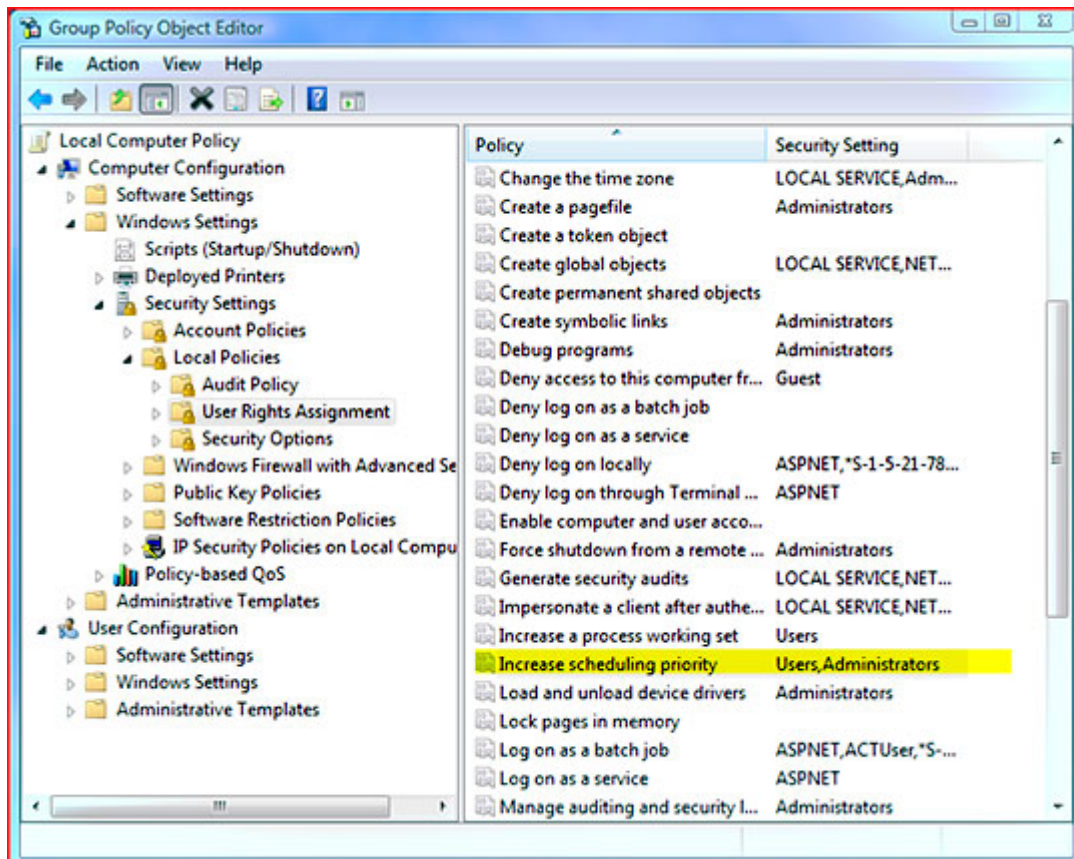 Group Policy Object Editor
File Action View Help
Local Computer Policy
Computer Configuration
Software Settings
Windows Settings
Scripts (Startup/Shutdown)
Deployed Printers
Security Settings
Account Policies
Local Policies
Audit Policy
User Rights Assignment
Security Options
Windows Firewall with Advanced Se
Public Key Policies
Software Restriction Policies
IP Security Policies on Local Compu
Policy-based QoS
Administrative Templates
User Configuration
Software Settings
Windows Settings
Administrative Templates
Policy Security Setting
Change the time zone LOCAL SERVICE,Adm...
Create a pagefile Administrators
Create a token object
Create global objects LOCAL SERVICE,NET...
Create permanent shared objects
Create symbolic links Administrators
Debug programs Administrators
Deny access to this computer fr... Guest
Deny log on as a batch job
Deny log on as a service
Deny log on locally ASPNET,*S-1-5-21-78...
Deny log on through Terminal ... ASPNET
Enable computer and user acco...
Force shutdown from a remote ... Administrators
Generate security audits LOCAL SERVICE,NET...
Impersonate a client after authe... LOCAL SERVICE,NET...
Increase a process working set Users
Increase scheduling priority Users,Administrators
Load and unload device drivers Administrators
Lock pages in memory
Log on as a batch job ASPNET,ACTUser,*S-...
Log on as a service ASPNET
Manage auditing and security l... Administrators